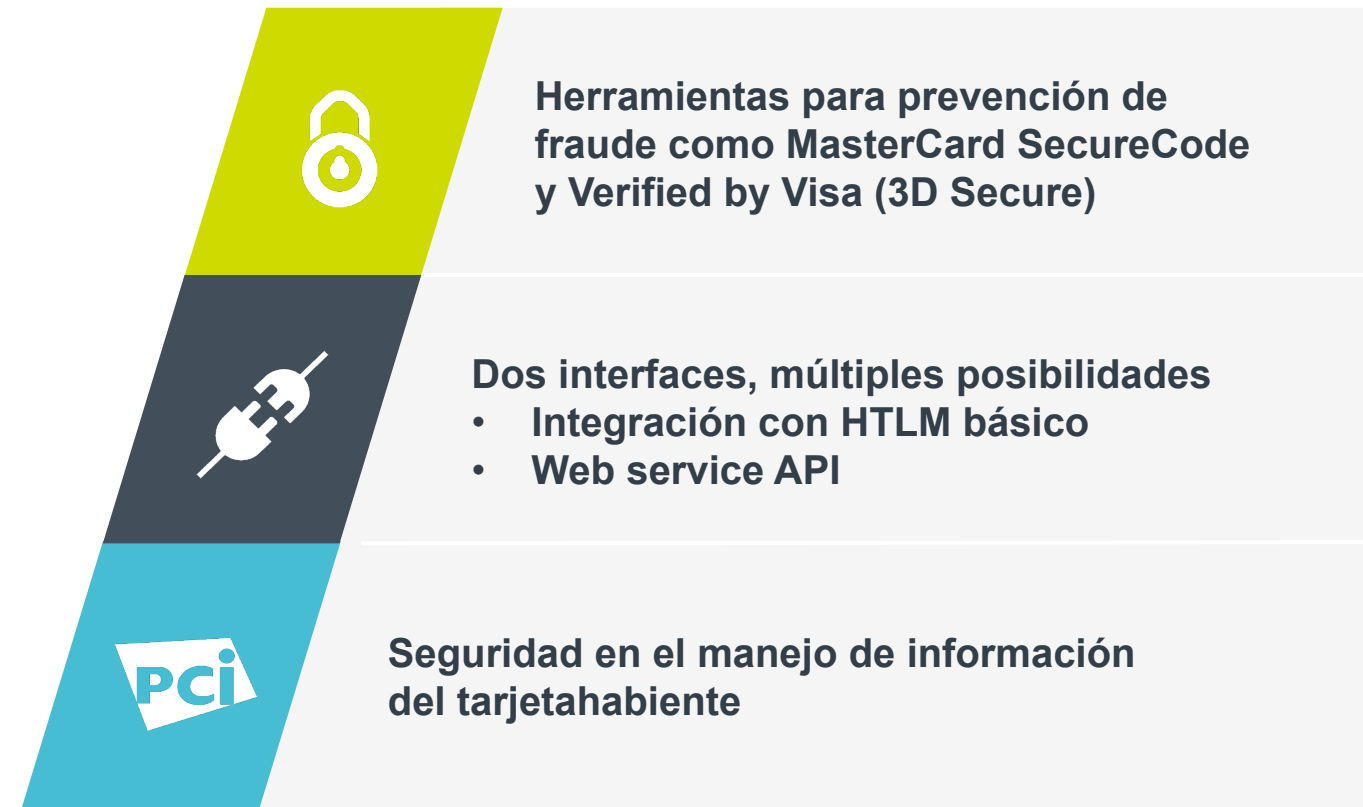 Herramientas para prevención de
fraude como MasterCard SecureCode
y Verified by Visa (3D Secure)
Dos interfaces, múltiples posibilidades
• Integración con HTLM básico
• Web service API
PCi
Seguridad en el manejo de información
del tarjetahabiente